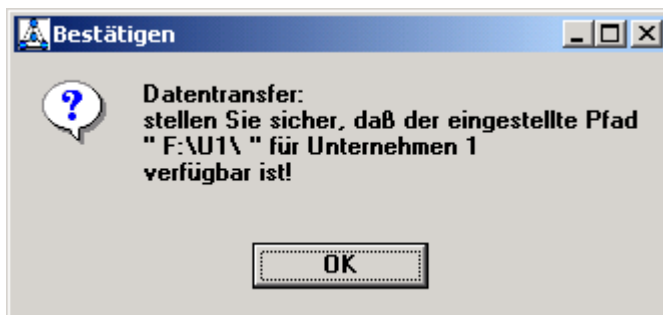 Bestätigen
Datentransfer:
stellen Sie sicher, daß der eingestellte Pfad
" F:\U1\ " für Unternehmen 1
verfügbar ist!
OK